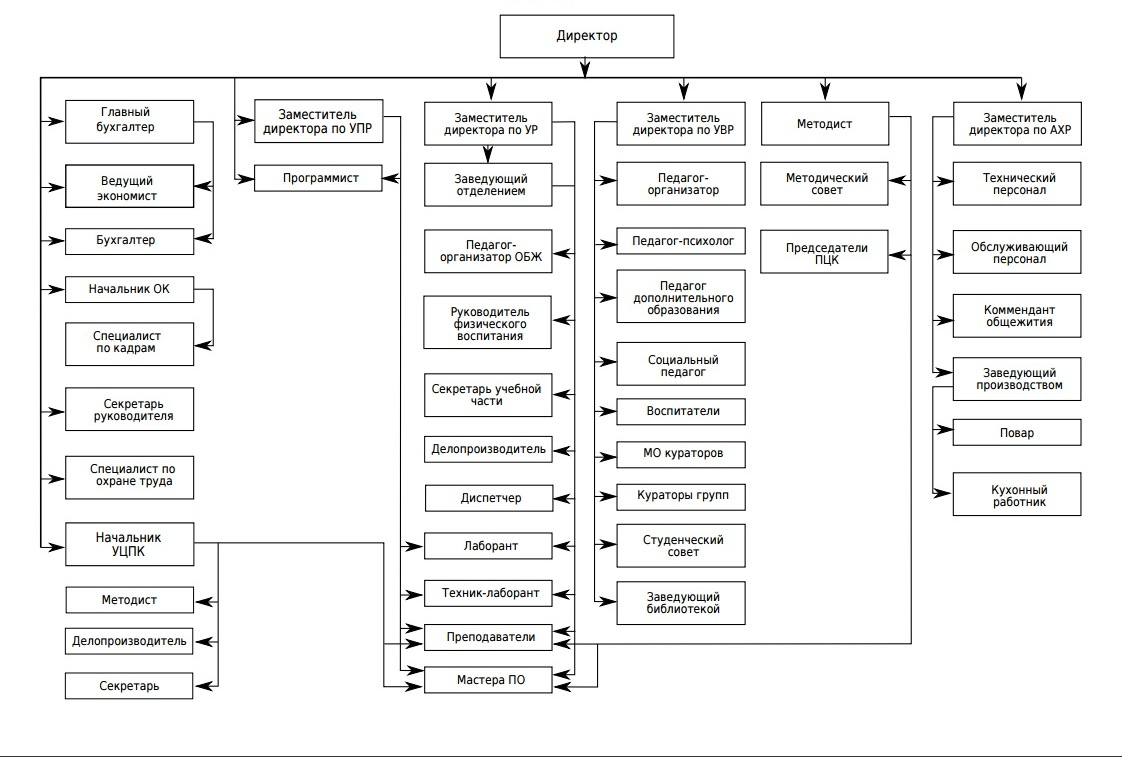 Директор
Главный
бухгалтер
Ведущий
экономист
Бухгалтер
Начальник ОК
Специалист
по кадрам
Секретарь
руководителя
Специалист по
охране труда
Начальник
УЦПК
Методист
Делопроизводитель
Секретарь
Заместитель
директора по УПР
Программист
Заместитель
директора по УР
Заведующий
отделением
Педагог-
организатор ОБЖ
Руководитель
физического
воспитания
Секретарь учебной
части
Делопроизводитель
Диспетчер
Лаборант
Техник-лаборант
Преподаватели
Мастера ПО
Заместитель
директора по УВР
Педагог-
организатор
Педагог-психолог
Педагог
дополнительного
образования
Социальный
педагог
Воспитатели
МО кураторов
Кураторы групп
Студенческий
совет
Заведующий
библиотекой
Методист
Методический
совет
Председатели
ПЦК
Заместитель
директора по АХР
Технический
персонал
Обслуживающий
персонал
Коммендант
общежития
Заведующий
производством
Повар
Кухонный
работник